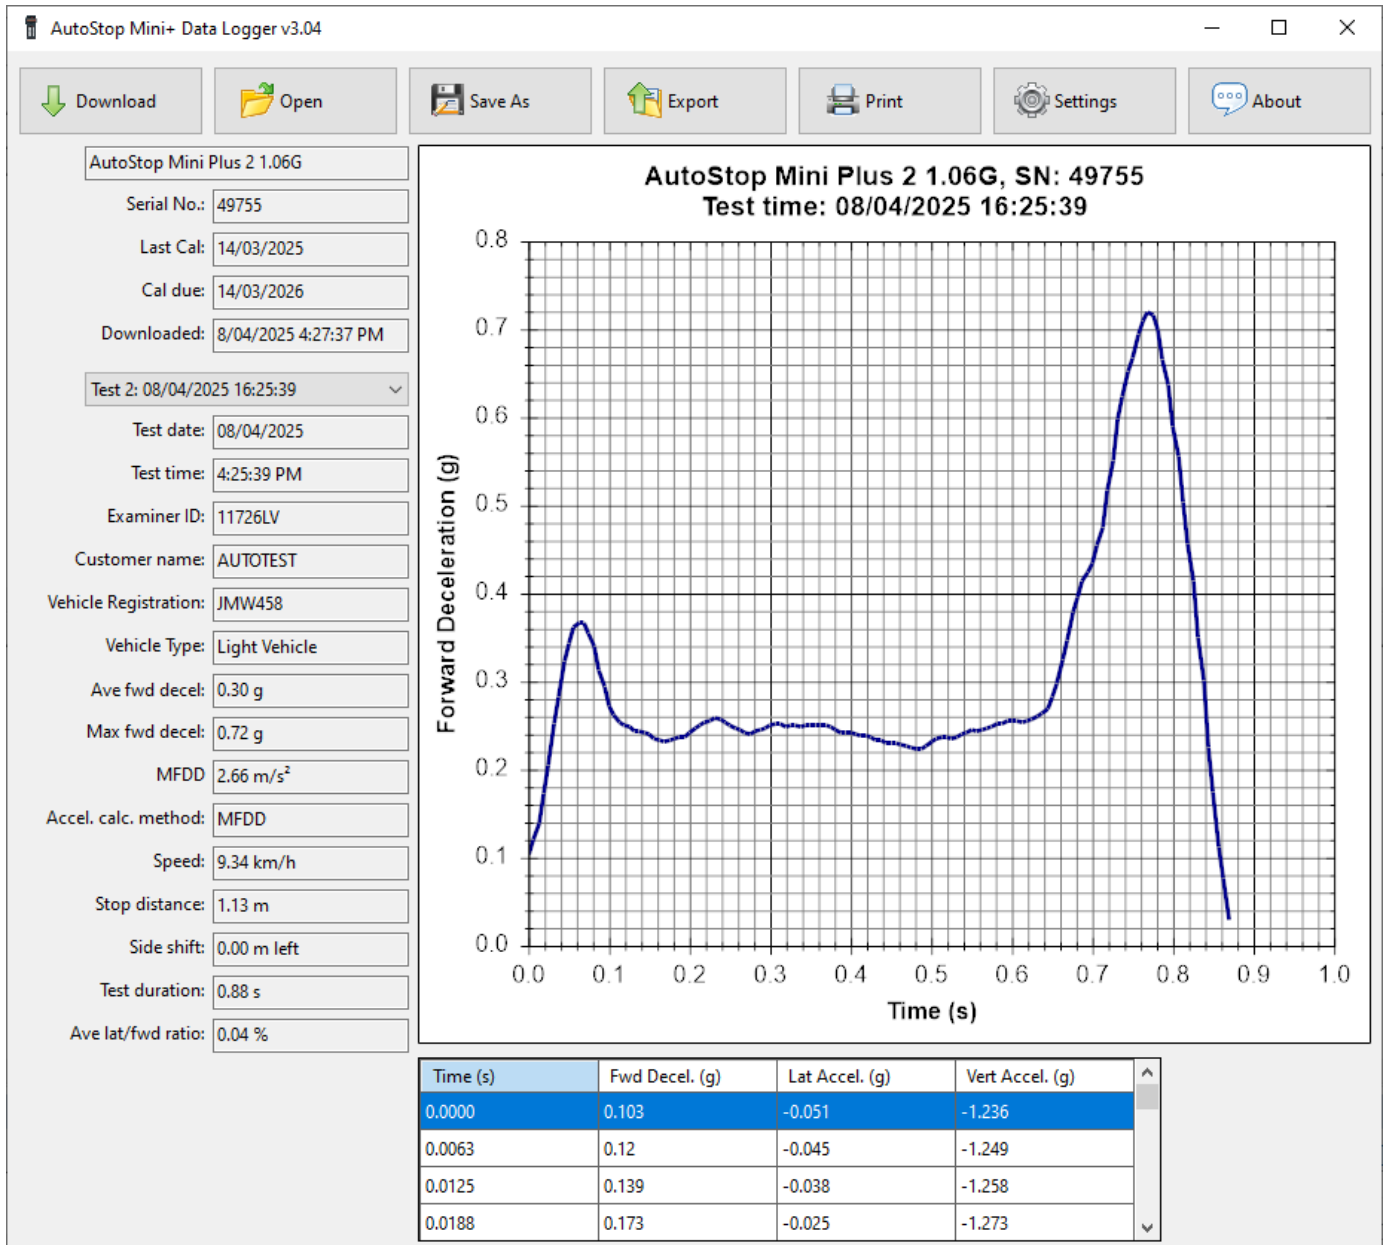 AutoStop Mini+ Data Logger v3.04
Download Open Save As Export Print Settings About
AutoStop Mini Plus 2 1.06G
Serial No.: 49755
Last Cal: 14/03/2025
Cal due: 14/03/2026
Downloaded: 8/04/2025 4:27:37 PM
Test 2: 08/04/2025 16:25:39
Test date: 08/04/2025
Test time: 4:25:39 PM
Examiner ID: 11726LV
Customer name: AUTOTEST
Vehicle Registration: JMW458
Vehicle Type: Light Vehicle
Ave fwd decel: 0.30 g
Max fwd decel: 0.72 g
MFDD 2.66 m/s²
Accel. calc. method: MFDD
Speed: 9.34 km/h
Stop distance: 1.13 m
Side shift: 0.00 m left
Test duration: 0.88 s
Ave lat/fwd ratio: 0.04 %
AutoStop Mini Plus 2 1.06G, SN: 49755
Test time: 08/04/2025 16:25:39
Forward Deceleration (g)
0.8
0.7
0.6
0.5
0.4
0.3
0.2
0.1
0.0
0.0 0.1 0.2 0.3 0.4 0.5 0.6 0.7 0.8 0.9 1.0
Time (s)
Time (s) Fwd Decel. (g) Lat Accel. (g) Vert Accel. (g)
0.0000 0.103 -0.051 -1.236
0.0063 0.12 -0.045 -1.249
0.0125 0.139 -0.038 -1.258
0.0188 0.173 -0.025 -1.273